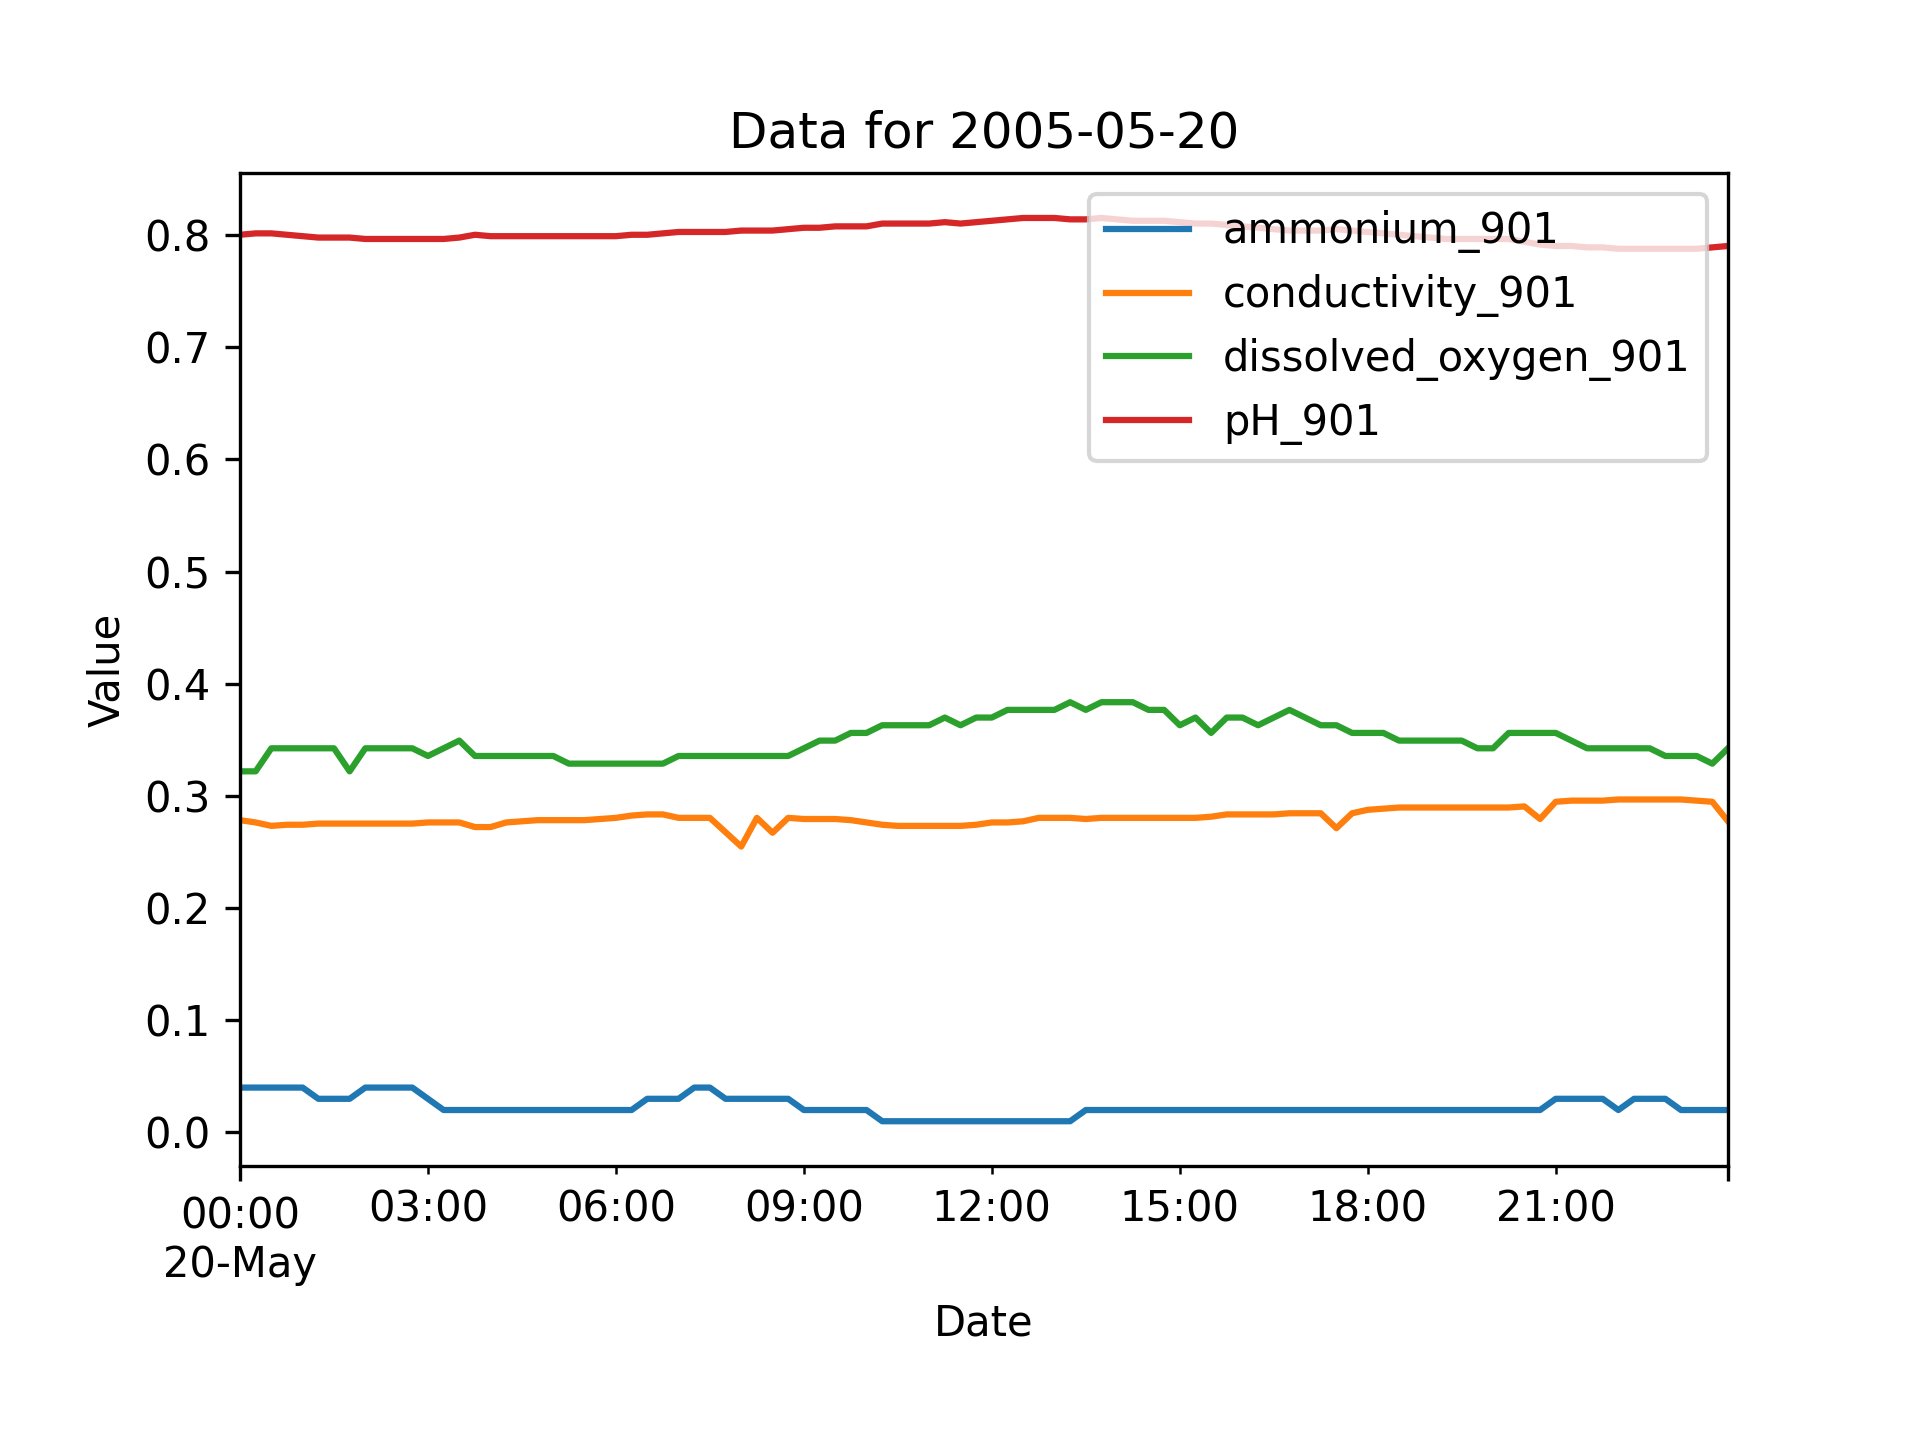 Data for 2005-05-20
ammonium_901
conductivity_901
dissolved_oxygen_901
pH_901
0.8
0.7
0.6
0.5
0.4
0.3
0.2
0.1
0.0
Value
00:00 03:00 06:00 09:00 12:00 15:00 18:00 21:00
20-May
Date